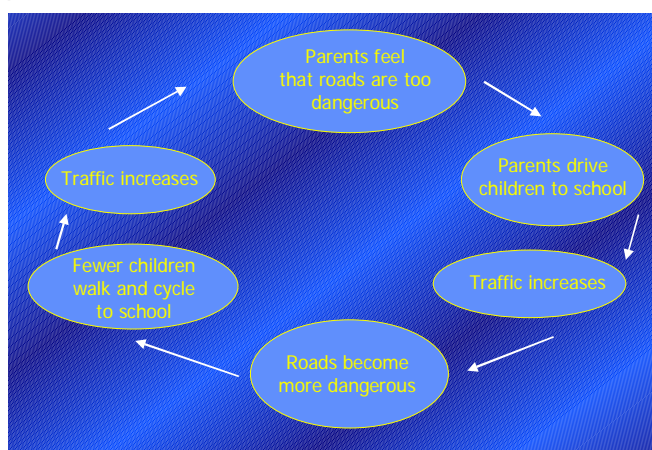 Parents feel
that roads are too
dangerous
Parents drive
children to school
Traffic increases
Roads become
more dangerous
Fewer children
walk and cycle
to school
Traffic increases